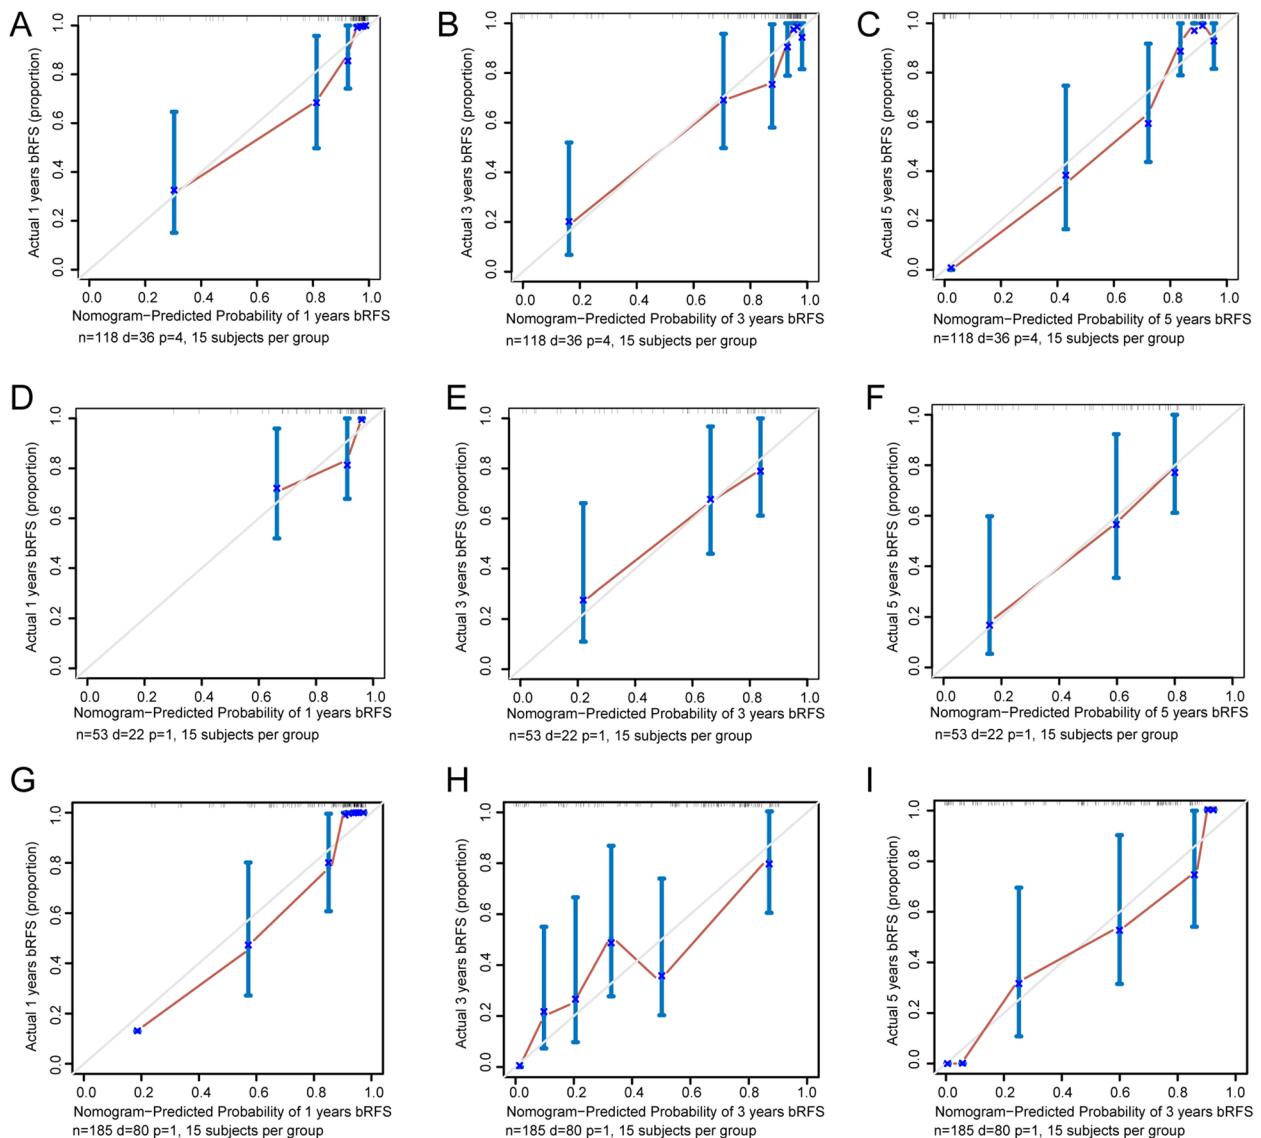 A
Actual 1 years bRFS (proportion)
0.0 0.2 0.4 0.6 0.8 1.0
0.0 0.2 0.4 0.6 0.8 1.0
Nomogram−Predicted Probability of 1 years bRFS
n=118 d=36 p=4, 15 subjects per group
B
Actual 3 years bRFS (proportion)
0.0 0.2 0.4 0.6 0.8 1.0
0.0 0.2 0.4 0.6 0.8 1.0
Nomogram−Predicted Probability of 3 years bRFS
n=118 d=36 p=4, 15 subjects per group
C
Actual 5 years bRFS (proportion)
0.0 0.2 0.4 0.6 0.8 1.0
0.0 0.2 0.4 0.6 0.8 1.0
Nomogram−Predicted Probability of 5 years bRFS
n=118 d=36 p=4, 15 subjects per group
D
Actual 1 years bRFS (proportion)
0.0 0.2 0.4 0.6 0.8 1.0
0.0 0.2 0.4 0.6 0.8 1.0
Nomogram−Predicted Probability of 1 years bRFS
n=53 d=22 p=1, 15 subjects per group
E
Actual 3 years bRFS (proportion)
0.0 0.2 0.4 0.6 0.8 1.0
0.0 0.2 0.4 0.6 0.8 1.0
Nomogram−Predicted Probability of 3 years bRFS
n=53 d=22 p=1, 15 subjects per group
F
Actual 5 years bRFS (proportion)
0.0 0.2 0.4 0.6 0.8 1.0
0.0 0.2 0.4 0.6 0.8 1.0
Nomogram−Predicted Probability of 5 years bRFS
n=53 d=22 p=1, 15 subjects per group
G
Actual 1 years bRFS (proportion)
0.0 0.2 0.4 0.6 0.8 1.0
0.0 0.2 0.4 0.6 0.8 1.0
Nomogram−Predicted Probability of 1 years bRFS
n=185 d=80 p=1, 15 subjects per group
H
Actual 3 years bRFS (proportion)
0.0 0.2 0.4 0.6 0.8 1.0
0.0 0.2 0.4 0.6 0.8 1.0
Nomogram−Predicted Probability of 3 years bRFS
n=185 d=80 p=1, 15 subjects per group
I
Actual 5 years bRFS (proportion)
0.0 0.2 0.4 0.6 0.8 1.0
0.0 0.2 0.4 0.6 0.8 1.0
Nomogram−Predicted Probability of 3 years bRFS
n=185 d=80 p=1, 15 subjects per group